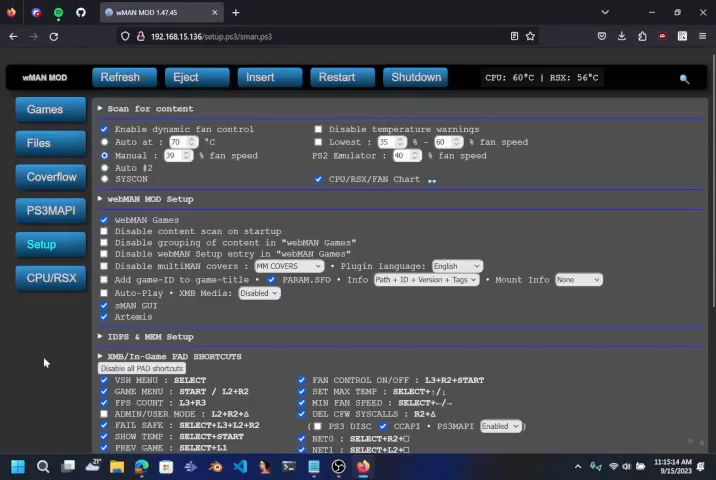 wMAN MOD 1.47.45
192.168.15.136/setup.ps3/sman.ps3
wMAN MOD
Refresh Eject Insert Restart Shutdown CPU: 60°C | RSX: 56°C
Games
Files
Coverflow
PS3MAPI
Setup
CPU/RSX
Scan for content
Enable dynamic fan control Disable temperature warnings
Auto at : 70 °C Lowest : 35 % - 60 % fan speed
Manual : 39 % fan speed PS2 Emulator : 40 % fan speed
Auto #2
SYSCON CPU/RSX/FAN Chart
webMAN MOD Setup
webMAN Games
Disable content scan on startup
Disable grouping of content in "webMAN Games"
Disable webMAN Setup entry in "webMAN Games"
Disable multiMAN covers : MM COVERS • Plugin language: English
Add game-ID to game-title • PARAM.SFO • Info Path + ID + Version + Tags • Mount Info None
Auto-Play • XMB Media: Disabled
sMAN GUI
Artemis
IDPS & MEM Setup
XMB/In-Game PAD SHORTCUTS
Disable all PAD shortcuts
VSH MENU : SELECT FAN CONTROL ON/OFF : L3+R2+START
GAME MENU : START / L2+R2 SET MAX TEMP : SELECT+↑/↓
FPS COUNT : L3+R3 MIN FAN SPEED : SELECT+←/→
ADMIN/USER MODE : L2+R2+Δ DEL CFW SYSCALLS : R2+Δ
FAIL SAFE : SELECT+L3+L2+R2 ( PS3 DISC CCAPI • PS3MAPI Enabled )
SHOW TEMP : SELECT+START NET0 : SELECT+R2+□
PREV GAME : SELECT+L1 NET1 : SELECT+L2+□
21°
11:15:14 AM
9/15/2023